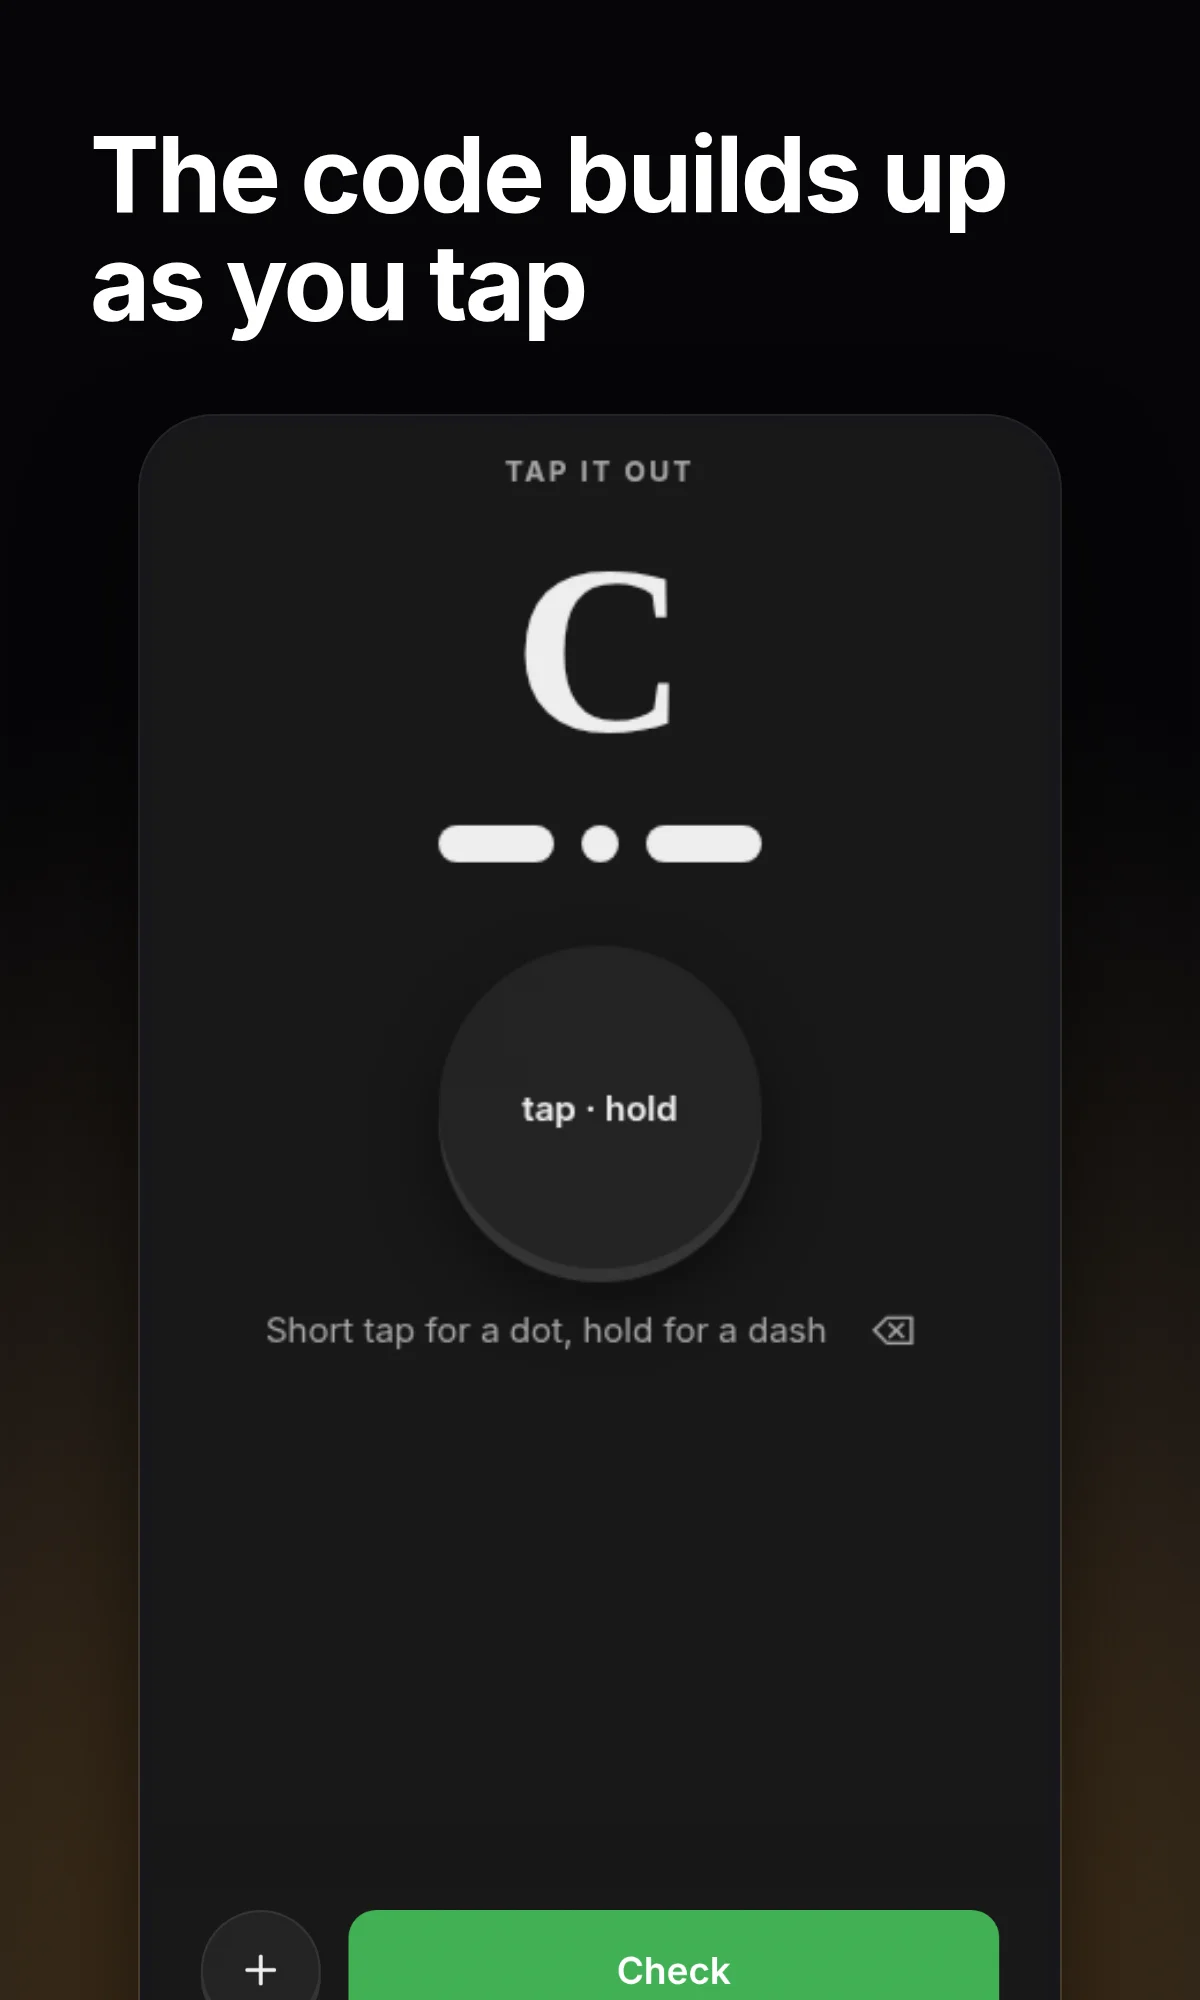 The code builds up
as you tap
TAP IT OUT
C
tap · hold
Short tap for a dot, hold for a dash
Check